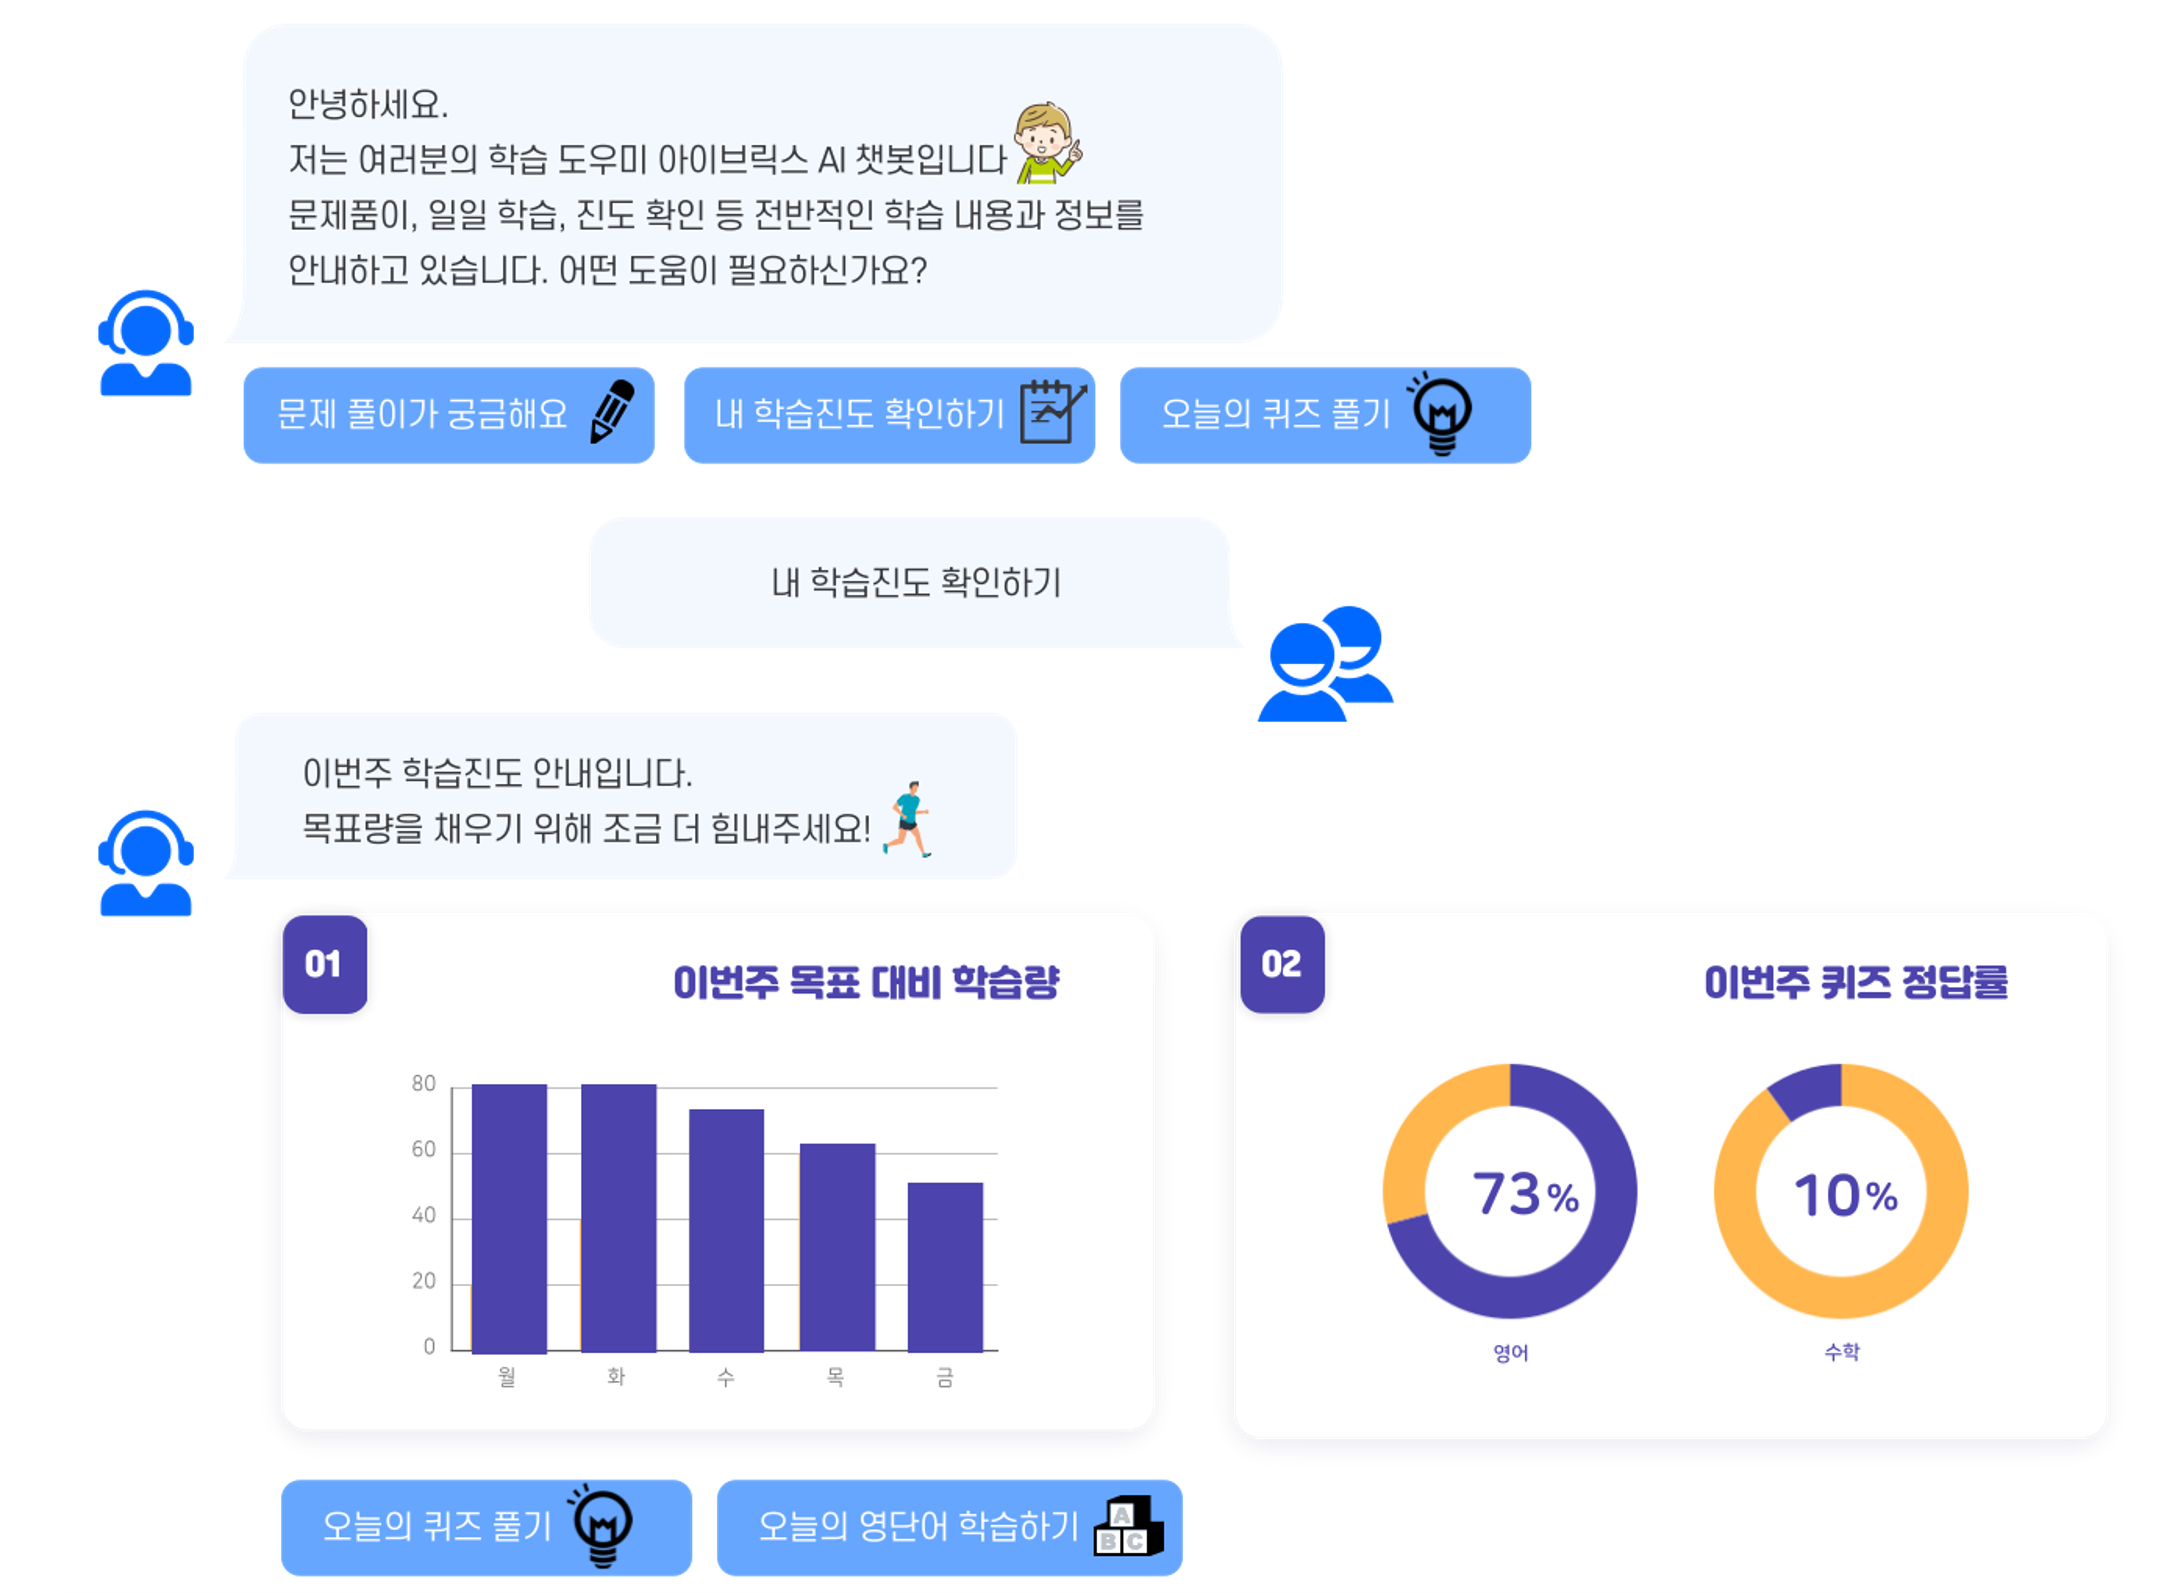 안녕하세요.
저는 여러분의 학습 도우미 아이브릭스 AI 챗봇입니다
문제품이, 일일 학습, 진도 확인 등 전반적인 학습 내용과 정보를
안내하고 있습니다. 어떤 도움이 필요하신가요?
문제 풀이가 궁금해요
내 학습진도 확인하기
오늘의 퀴즈 풀기
내 학습진도 확인하기
이번주 학습진도 안내입니다.
목표량을 채우기 위해 조금 더 힘내주세요!
01
이번주 목표 대비 학습량
80
60
40
20
0
월
화
수
목
금
02
이번주 퀴즈 정답률
73%
10%
영어
수학
오늘의 퀴즈 풀기
오늘의 영단어 학습하기
A
B C